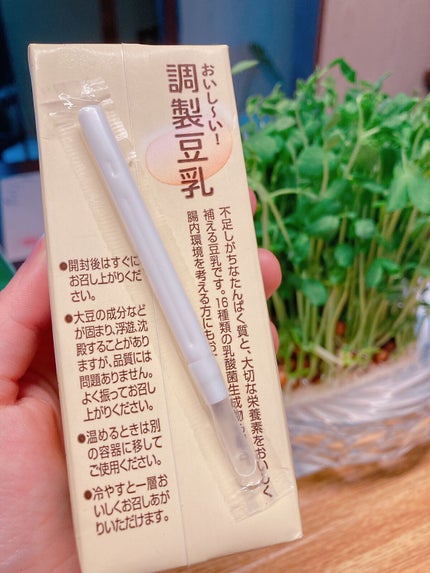 おいし〜い!
調製豆乳
不足しがちなたんぱく質と、大切な栄養素をおいしく
補える豆乳です。16種類の乳酸菌生成物
腸内環境を考える方にも
●開封後はすぐに
お召し上がりくだ
さい。
●大豆の成分など
が固まり、浮遊、沈
殿することがあり
ますが、品質には
問題ありません。
よく振ってお召し
上がりください。
●温めるときは別
の容器に移して
ご使用ください。
●冷やすと一層お
いしくお召しあが
りいただけます。